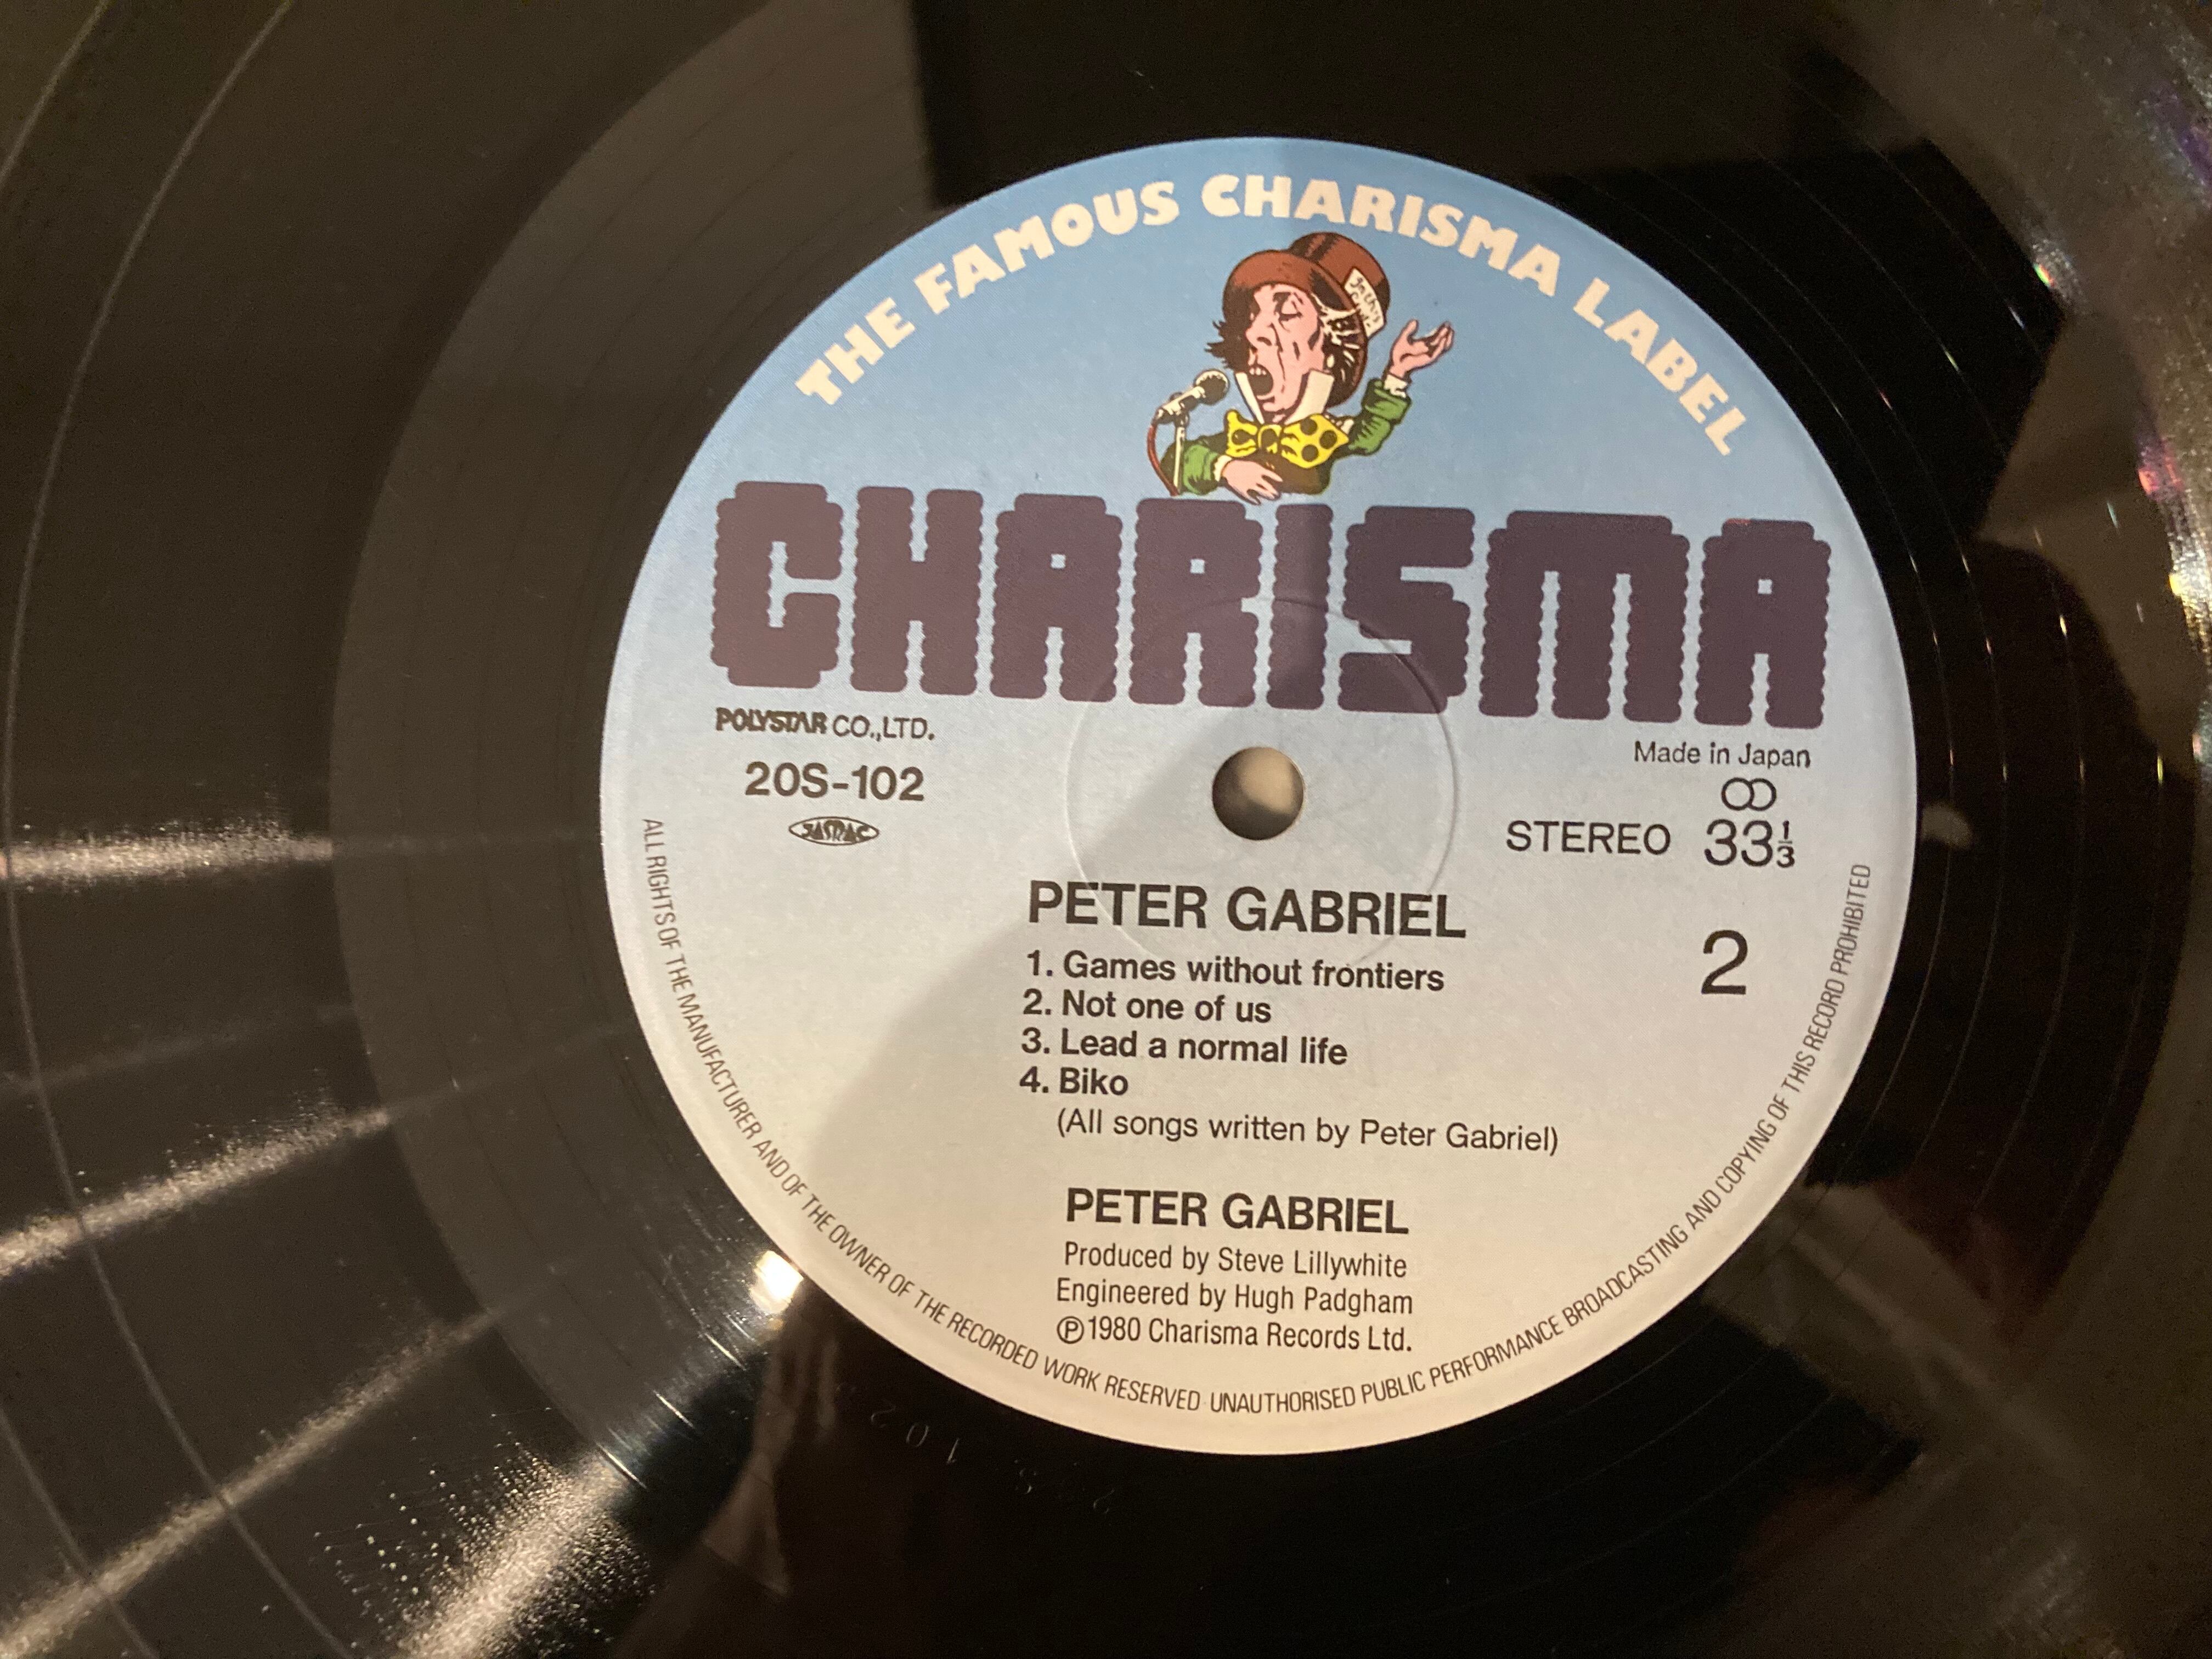 THE FAMOUS CHARISMA LABEL
CHARISMA
POLYSTAR CO.,LTD.
20S-102
JASRAC
Made in Japan
STEREO 33⅓
2
PETER GABRIEL
1. Games without frontiers
2. Not one of us
3. Lead a normal life
4. Biko
(All songs written by Peter Gabriel)
PETER GABRIEL
Produced by Steve Lillywhite
Engineered by Hugh Padgham
Ⓟ1980 Charisma Records Ltd.
ALL RIGHTS OF THE MANUFACTURER AND OF THE OWNER OF THE RECORDED WORK RESERVED · UNAUTHORISED PUBLIC PERFORMANCE BROADCASTING AND COPYING OF THIS RECORD PROHIBITED